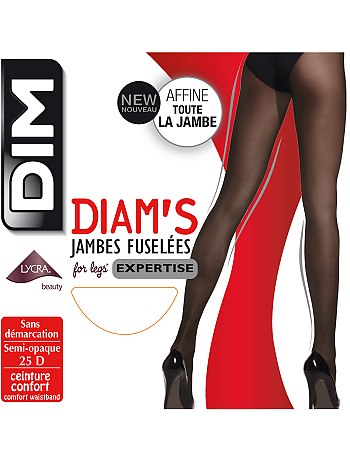 DIM
NEW
NOUVEAU
AFFINE
TOUTE
LA JAMBE
DIAM'S
JAMBES FUSELÉES
for legs EXPERTISE
LYCRA®
beauty
Sans
démarcation
Semi-opaque
25 D
ceinture
confort
comfort waistband